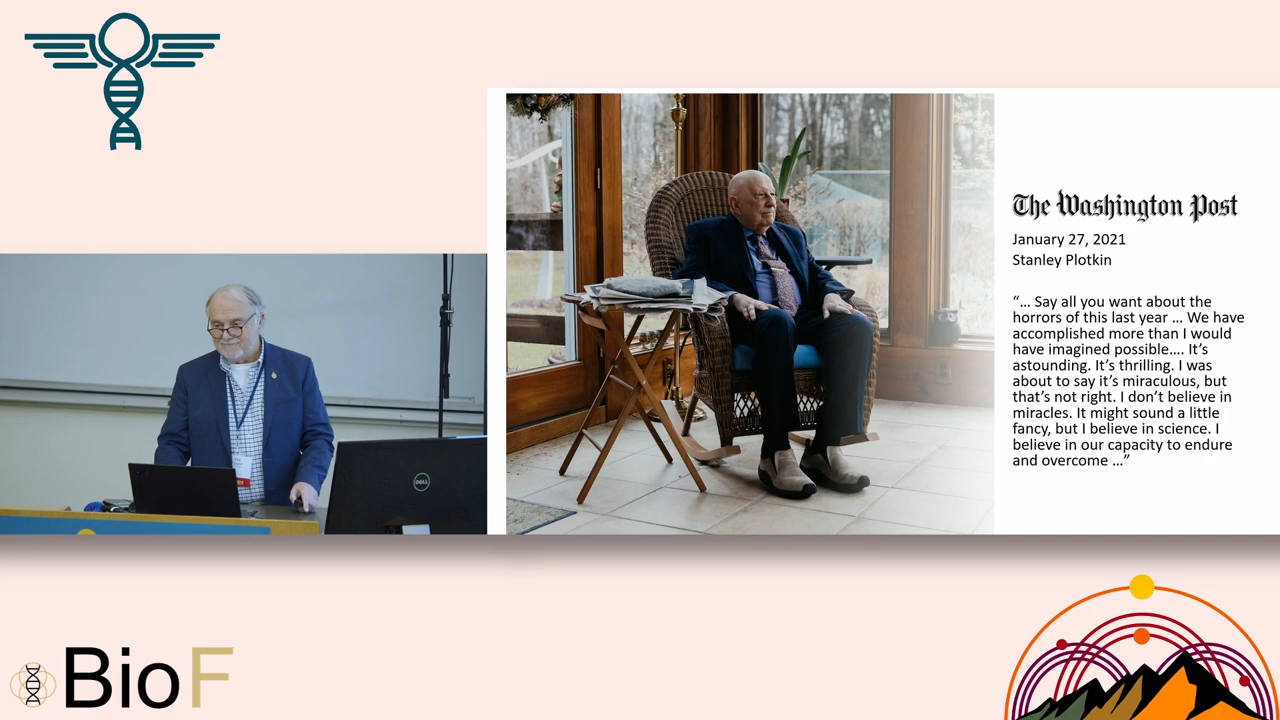 The Washington Post
January 27, 2021
Stanley Plotkin
“... Say all you want about the
horrors of this last year ... We have
accomplished more than I would
have imagined possible.... It’s
astounding. It’s thrilling. I was
about to say it’s miraculous, but
that’s not right. I don’t believe in
miracles. It might sound a little
fancy, but I believe in science. I
believe in our capacity to endure
and overcome ...”
DELL
BioF